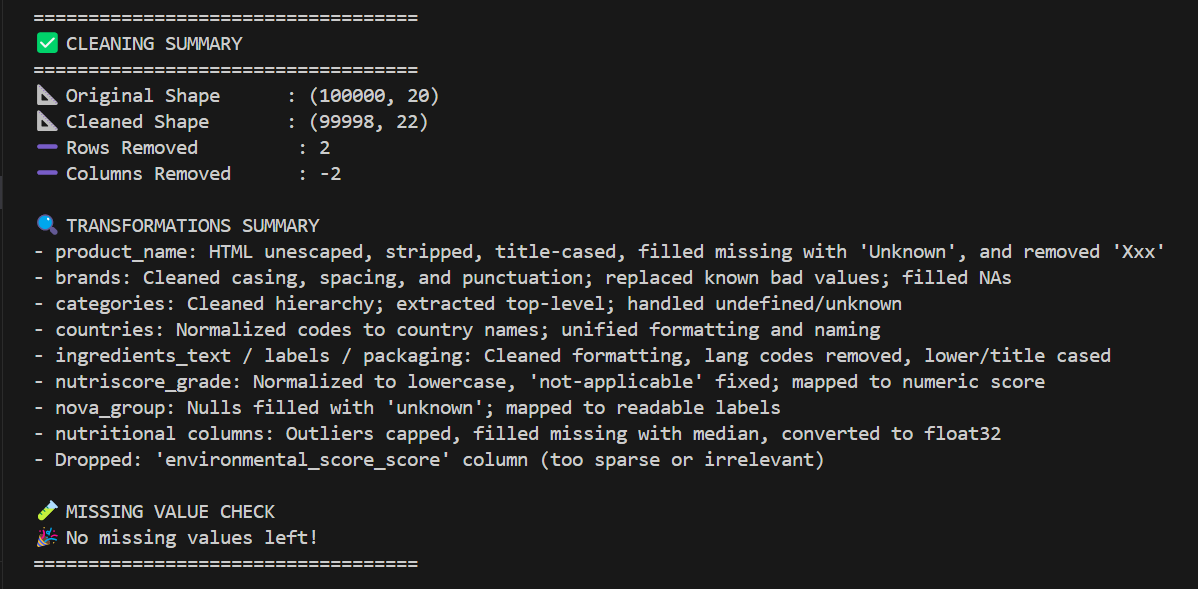 ===================================
✅ CLEANING SUMMARY
===================================
📐 Original Shape      : (100000, 20)
📐 Cleaned Shape       : (99998, 22)
➖ Rows Removed         : 2
➖ Columns Removed      : -2

🔍 TRANSFORMATIONS SUMMARY
- product_name: HTML unescaped, stripped, title-cased, filled missing with 'Unknown', and removed 'Xxx'
- brands: Cleaned casing, spacing, and punctuation; replaced known bad values; filled NAs
- categories: Cleaned hierarchy; extracted top-level; handled undefined/unknown
- countries: Normalized codes to country names; unified formatting and naming
- ingredients_text / labels / packaging: Cleaned formatting, lang codes removed, lower/title cased
- nutriscore_grade: Normalized to lowercase, 'not-applicable' fixed; mapped to numeric score
- nova_group: Nulls filled with 'unknown'; mapped to readable labels
- nutritional columns: Outliers capped, filled missing with median, converted to float32
- Dropped: 'environmental_score_score' column (too sparse or irrelevant)

🧪 MISSING VALUE CHECK
🎉 No missing values left!
===================================